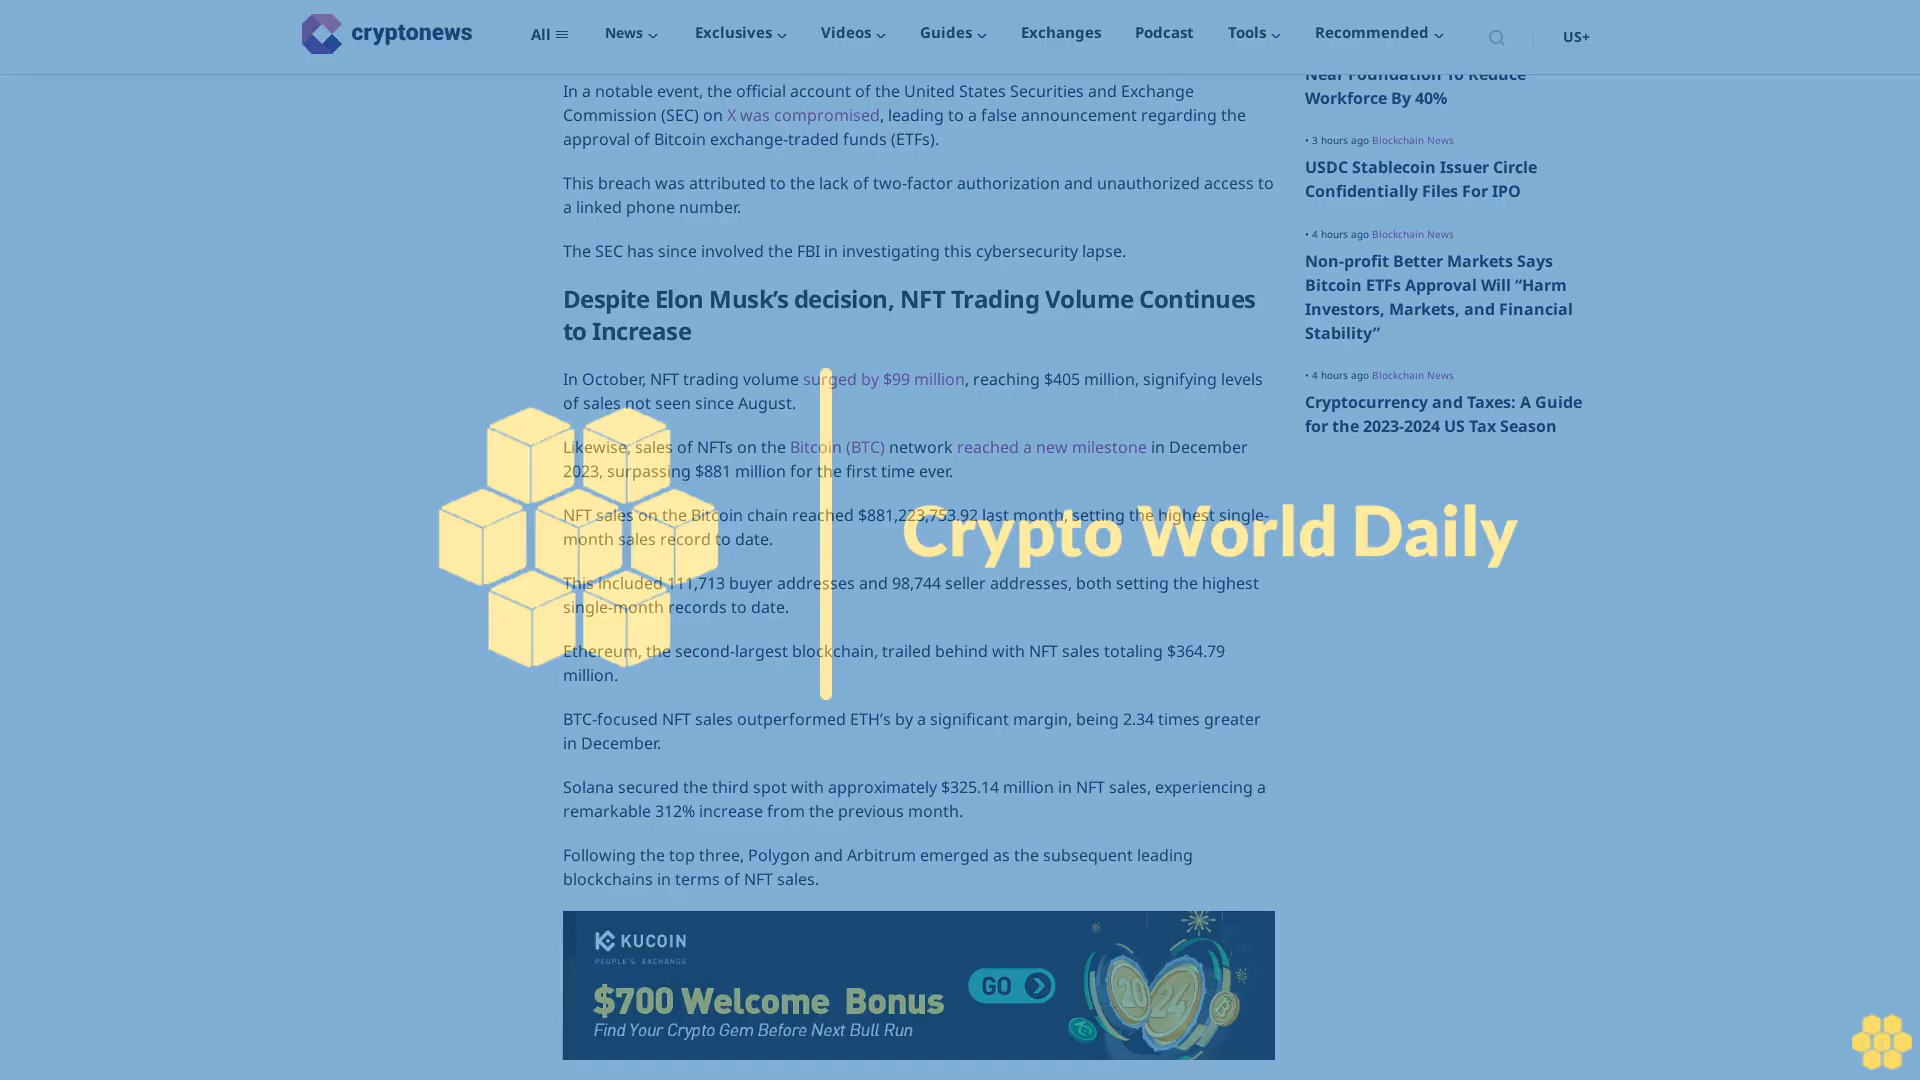 cryptonews
All
News
Exclusives
Videos
Guides
Exchanges
Podcast
Tools
Recommended
US+
In a notable event, the official account of the United States Securities and Exchange
Commission (SEC) on X was compromised, leading to a false announcement regarding the
approval of Bitcoin exchange-traded funds (ETFs).
This breach was attributed to the lack of two-factor authorization and unauthorized access to
a linked phone number.
The SEC has since involved the FBI in investigating this cybersecurity lapse.
Despite Elon Musk’s decision, NFT Trading Volume Continues
to Increase
In October, NFT trading volume surged by $99 million, reaching $405 million, signifying levels
of sales not seen since August.
Likewise, sales of NFTs on the Bitcoin (BTC) network reached a new milestone in December
2023, surpassing $881 million for the first time ever.
NFT sales on the Bitcoin chain reached $881,223,753.92 last month, setting the highest single-
month sales record to date.
This included 111,713 buyer addresses and 98,744 seller addresses, both setting the highest
single-month records to date.
Ethereum, the second-largest blockchain, trailed behind with NFT sales totaling $364.79
million.
BTC-focused NFT sales outperformed ETH’s by a significant margin, being 2.34 times greater
in December.
Solana secured the third spot with approximately $325.14 million in NFT sales, experiencing a
remarkable 312% increase from the previous month.
Following the top three, Polygon and Arbitrum emerged as the subsequent leading
blockchains in terms of NFT sales.
KUCOIN
PEOPLE'S EXCHANGE
$700 Welcome Bonus
Find Your Crypto Gem Before Next Bull Run
GO
20
24
Near Foundation To Reduce
Workforce By 40%
• 3 hours ago Blockchain News
USDC Stablecoin Issuer Circle
Confidentially Files For IPO
• 4 hours ago Blockchain News
Non-profit Better Markets Says
Bitcoin ETFs Approval Will “Harm
Investors, Markets, and Financial
Stability”
• 4 hours ago Blockchain News
Cryptocurrency and Taxes: A Guide
for the 2023-2024 US Tax Season
Crypto World Daily